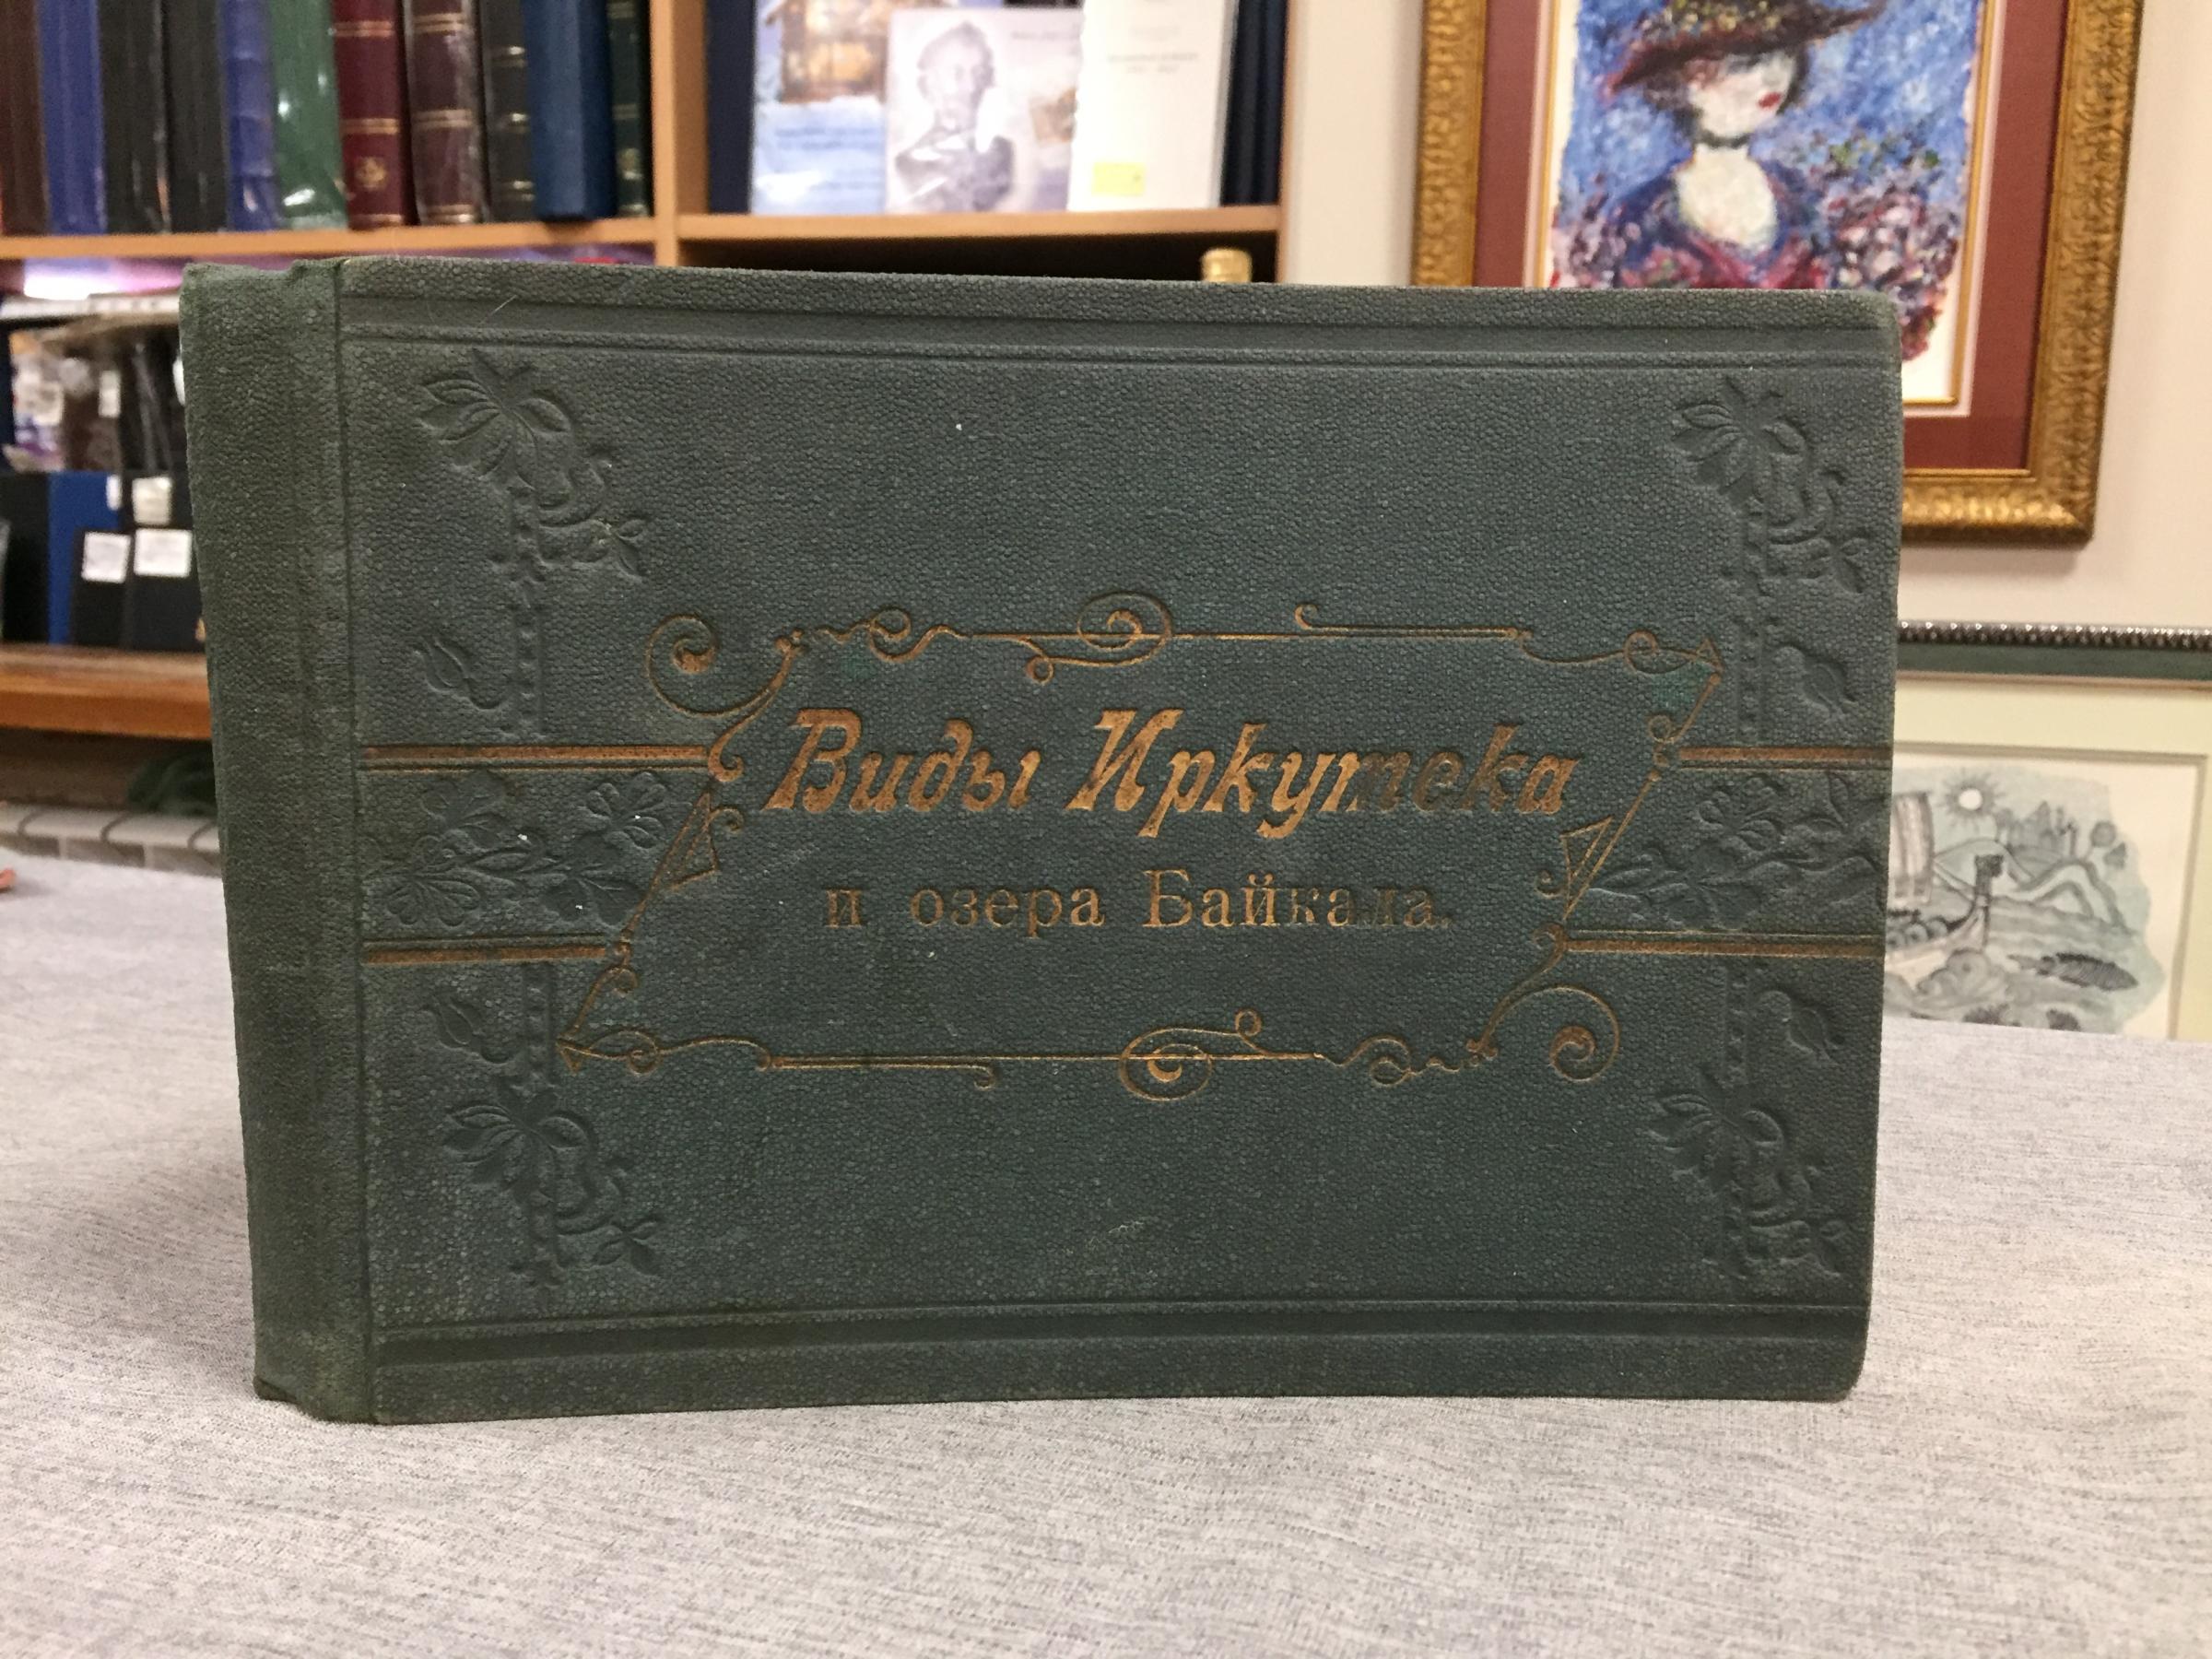 Виды Иркутска
и озера Байкала.